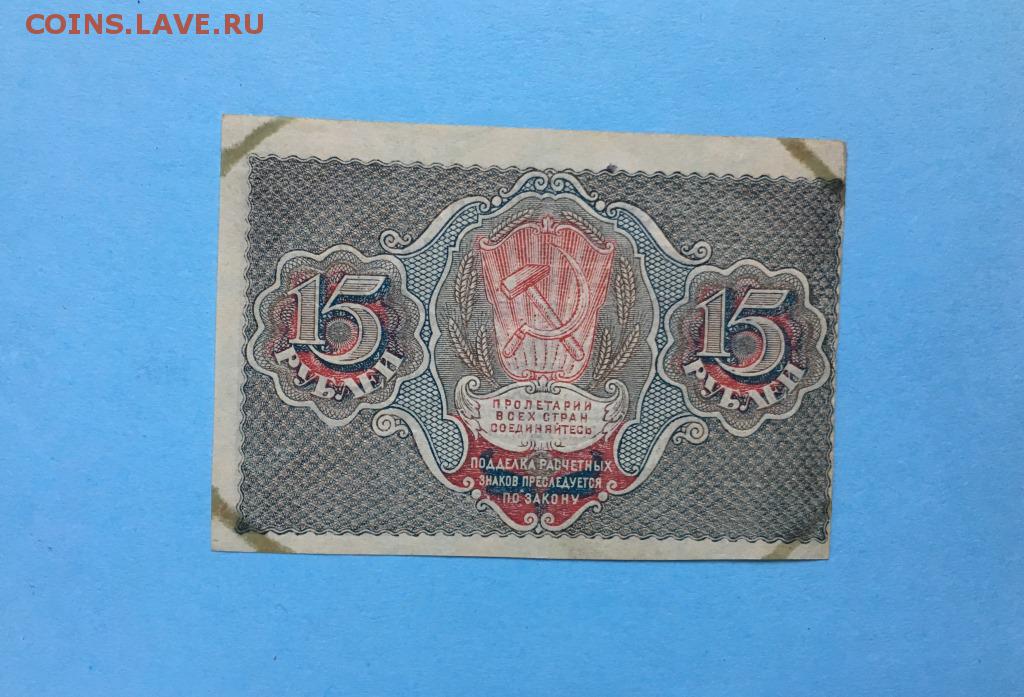 COINS.LAVE.RU
15
РУБЛЕЙ
15
РУБЛЕЙ
ПРОЛЕТАРИИ
ВСЕХ СТРАН
СОЕДИНЯЙТЕСЬ
ПОДДЕЛКА РАСЧЕТНЫХ
ЗНАКОВ ПРЕСЛЕДУЕТСЯ
ПО ЗАКОНУ